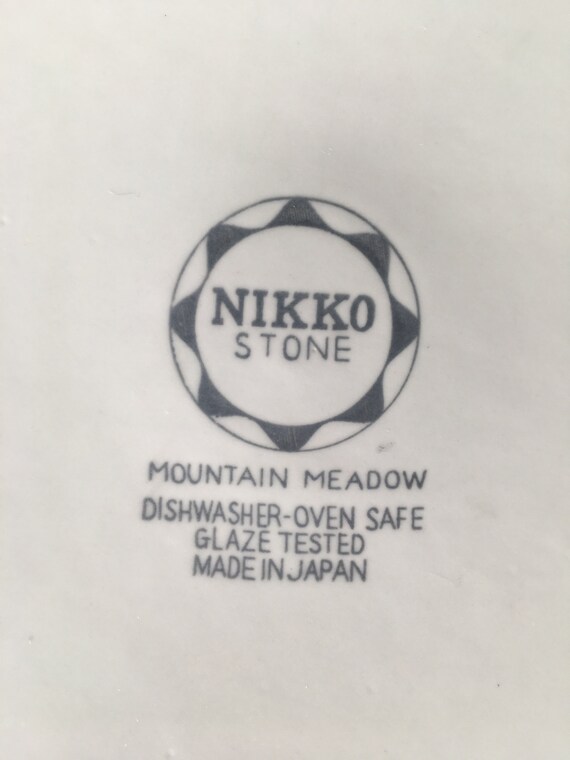 NIKKO
STONE
MOUNTAIN MEADOW
DISHWASHER-OVEN SAFE
GLAZE TESTED
MADE IN JAPAN